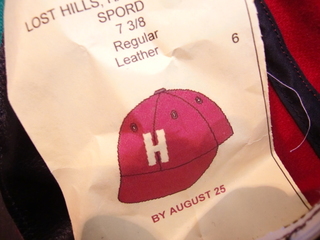 LOST HILLS,
SPORD
7 3/8
Regular
Leather 6
H
BY AUGUST 25